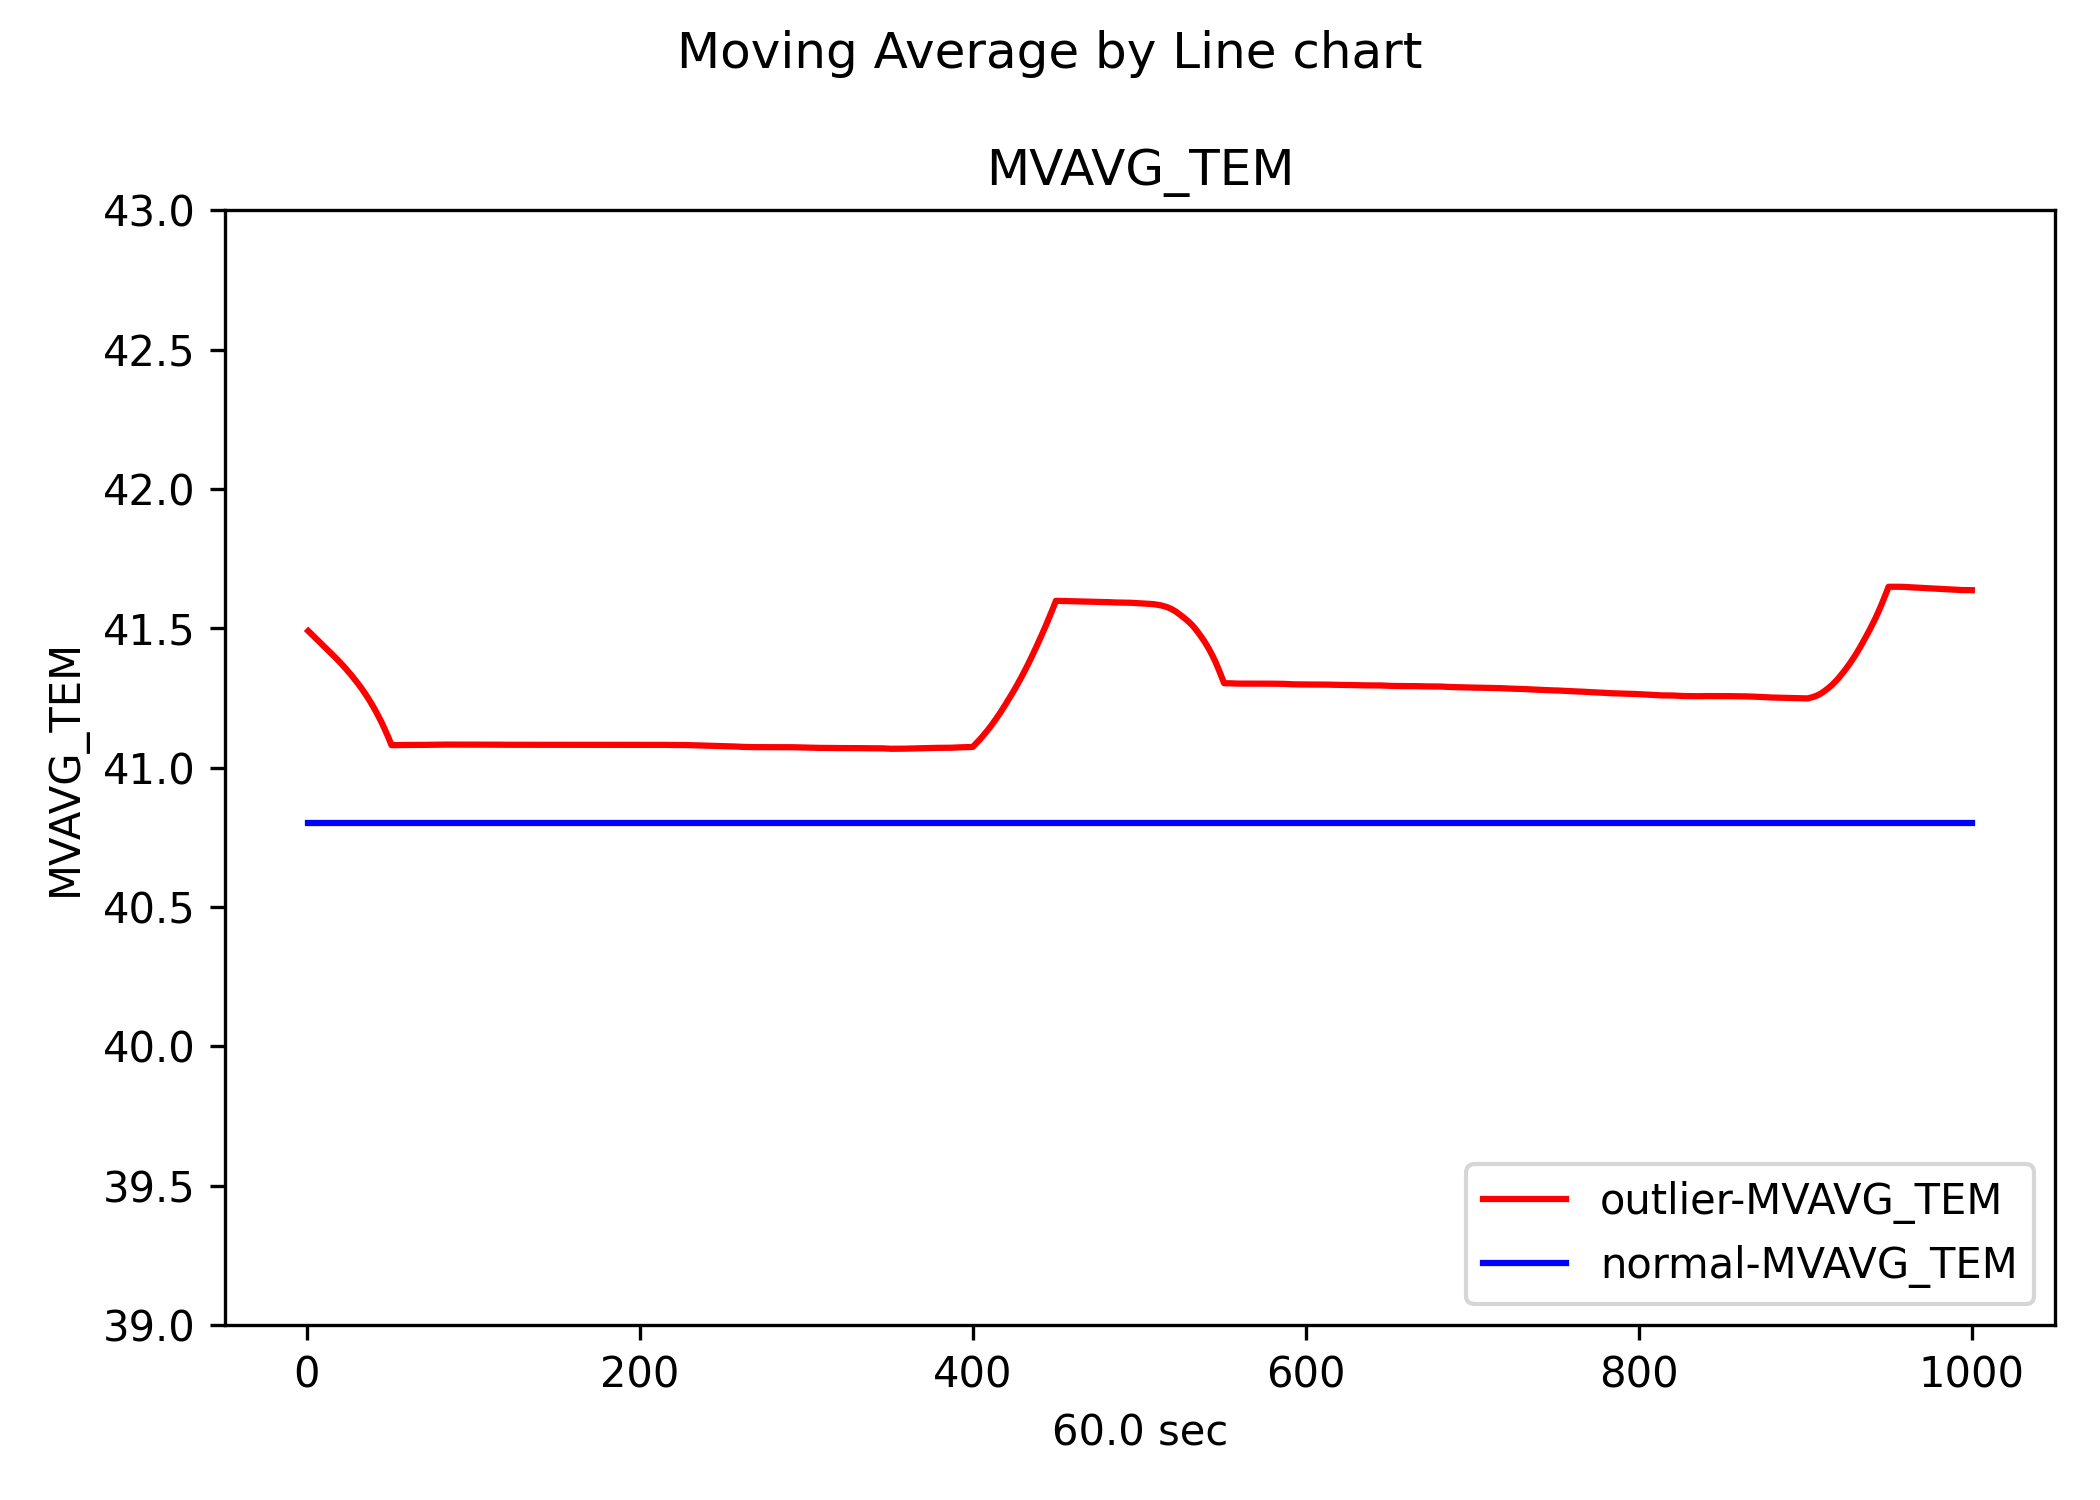 Moving Average by Line chart
MVAVG_TEM
43.0
42.5
42.0
41.5
41.0
40.5
40.0
39.5
39.0
MVAVG_TEM
outlier-MVAVG_TEM
normal-MVAVG_TEM
0 200 400 600 800 1000
60.0 sec